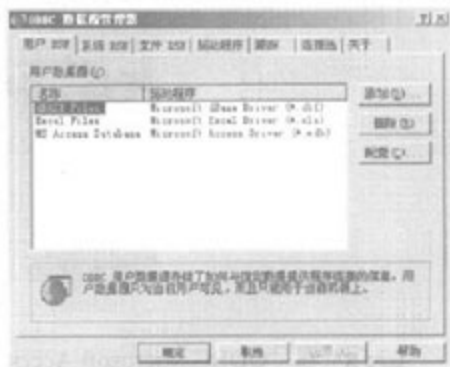 ODBC 数据源管理器
用户 DSN 系统 DSN 文件 DSN 驱动程序 跟踪 连接池 关于
用户数据源(U):
名称 驱动程序
dBASE Files Microsoft dBase Driver (*.dbf)
Excel Files Microsoft Excel Driver (*.xls)
MS Access Database Microsoft Access Driver (*.mdb)
添加(D)...
删除(R)
配置(C)...
ODBC 用户数据源存储了如何与指定数据提供程序连接的信息。用
户数据源只为当前用户可见，而且只能用于当前机器上。
确定 取消 帮助